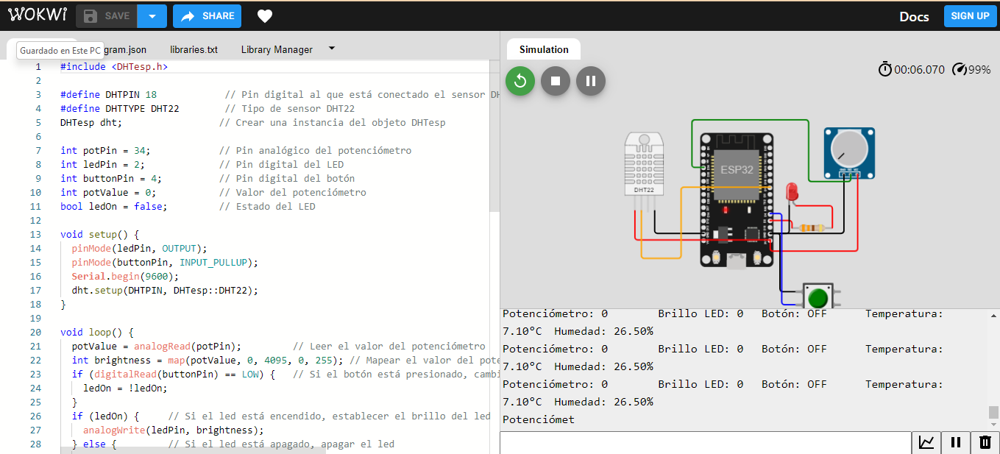 WOKWI
SAVE
SHARE
Docs
SIGN UP
Guardado en Este PC
gram.json
libraries.txt
Library Manager
Simulation
00:06.070
99%
1 #include <DHTesp.h>
2
3 #define DHTPIN 18 // Pin digital al que está conectado el sensor DH
4 #define DHTTYPE DHT22 // Tipo de sensor DHT22
5 DHTesp dht; // Crear una instancia del objeto DHTesp
6
7 int potPin = 34; // Pin analógico del potenciómetro
8 int ledPin = 2; // Pin digital del LED
9 int buttonPin = 4; // Pin digital del botón
10 int potValue = 0; // Valor del potenciómetro
11 bool ledOn = false; // Estado del LED
12
13 void setup() {
14 pinMode(ledPin, OUTPUT);
15 pinMode(buttonPin, INPUT_PULLUP);
16 Serial.begin(9600);
17 dht.setup(DHTPIN, DHTesp::DHT22);
18 }
19
20 void loop() {
21 potValue = analogRead(potPin); // Leer el valor del potenciómetro
22 int brightness = map(potValue, 0, 4095, 0, 255); // Mapear el valor del pote
23 if (digitalRead(buttonPin) == LOW) { // Si el botón está presionado, cambi
24 ledOn = !ledOn;
25 }
26 if (ledOn) { // Si el led está encendido, establecer el brillo del led
27 analogWrite(ledPin, brightness);
28 } else { // Si el led está apagado, apagar el led
DHT22
ESP32
Potenciómetro: 0 Brillo LED: 0 Botón: OFF Temperatura:
7.10°C Humedad: 26.50%
Potenciómetro: 0 Brillo LED: 0 Botón: OFF Temperatura:
7.10°C Humedad: 26.50%
Potenciómetro: 0 Brillo LED: 0 Botón: OFF Temperatura:
7.10°C Humedad: 26.50%
Potenciómet